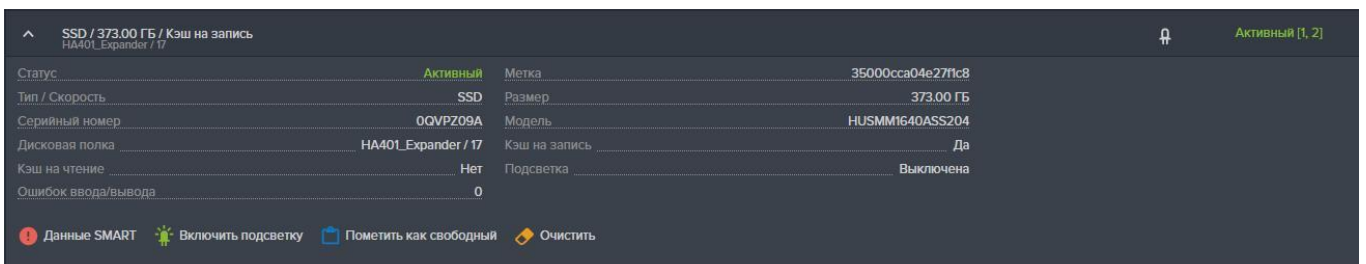 SSD / 373.00 ГБ / Кэш на запись
HA401_Expander / 17
Активный [1, 2]
Статус Активный Метка 35000cca04e27f1c8
Тип / Скорость SSD Размер 373.00 ГБ
Серийный номер 0QVPZ09A Модель HUSMM1640ASS204
Дисковая полка HA401_Expander / 17 Кэш на запись Да
Кэш на чтение Нет Подсветка Выключена
Ошибок ввода/вывода 0
Данные SMART Включить подсветку Пометить как свободный Очистить